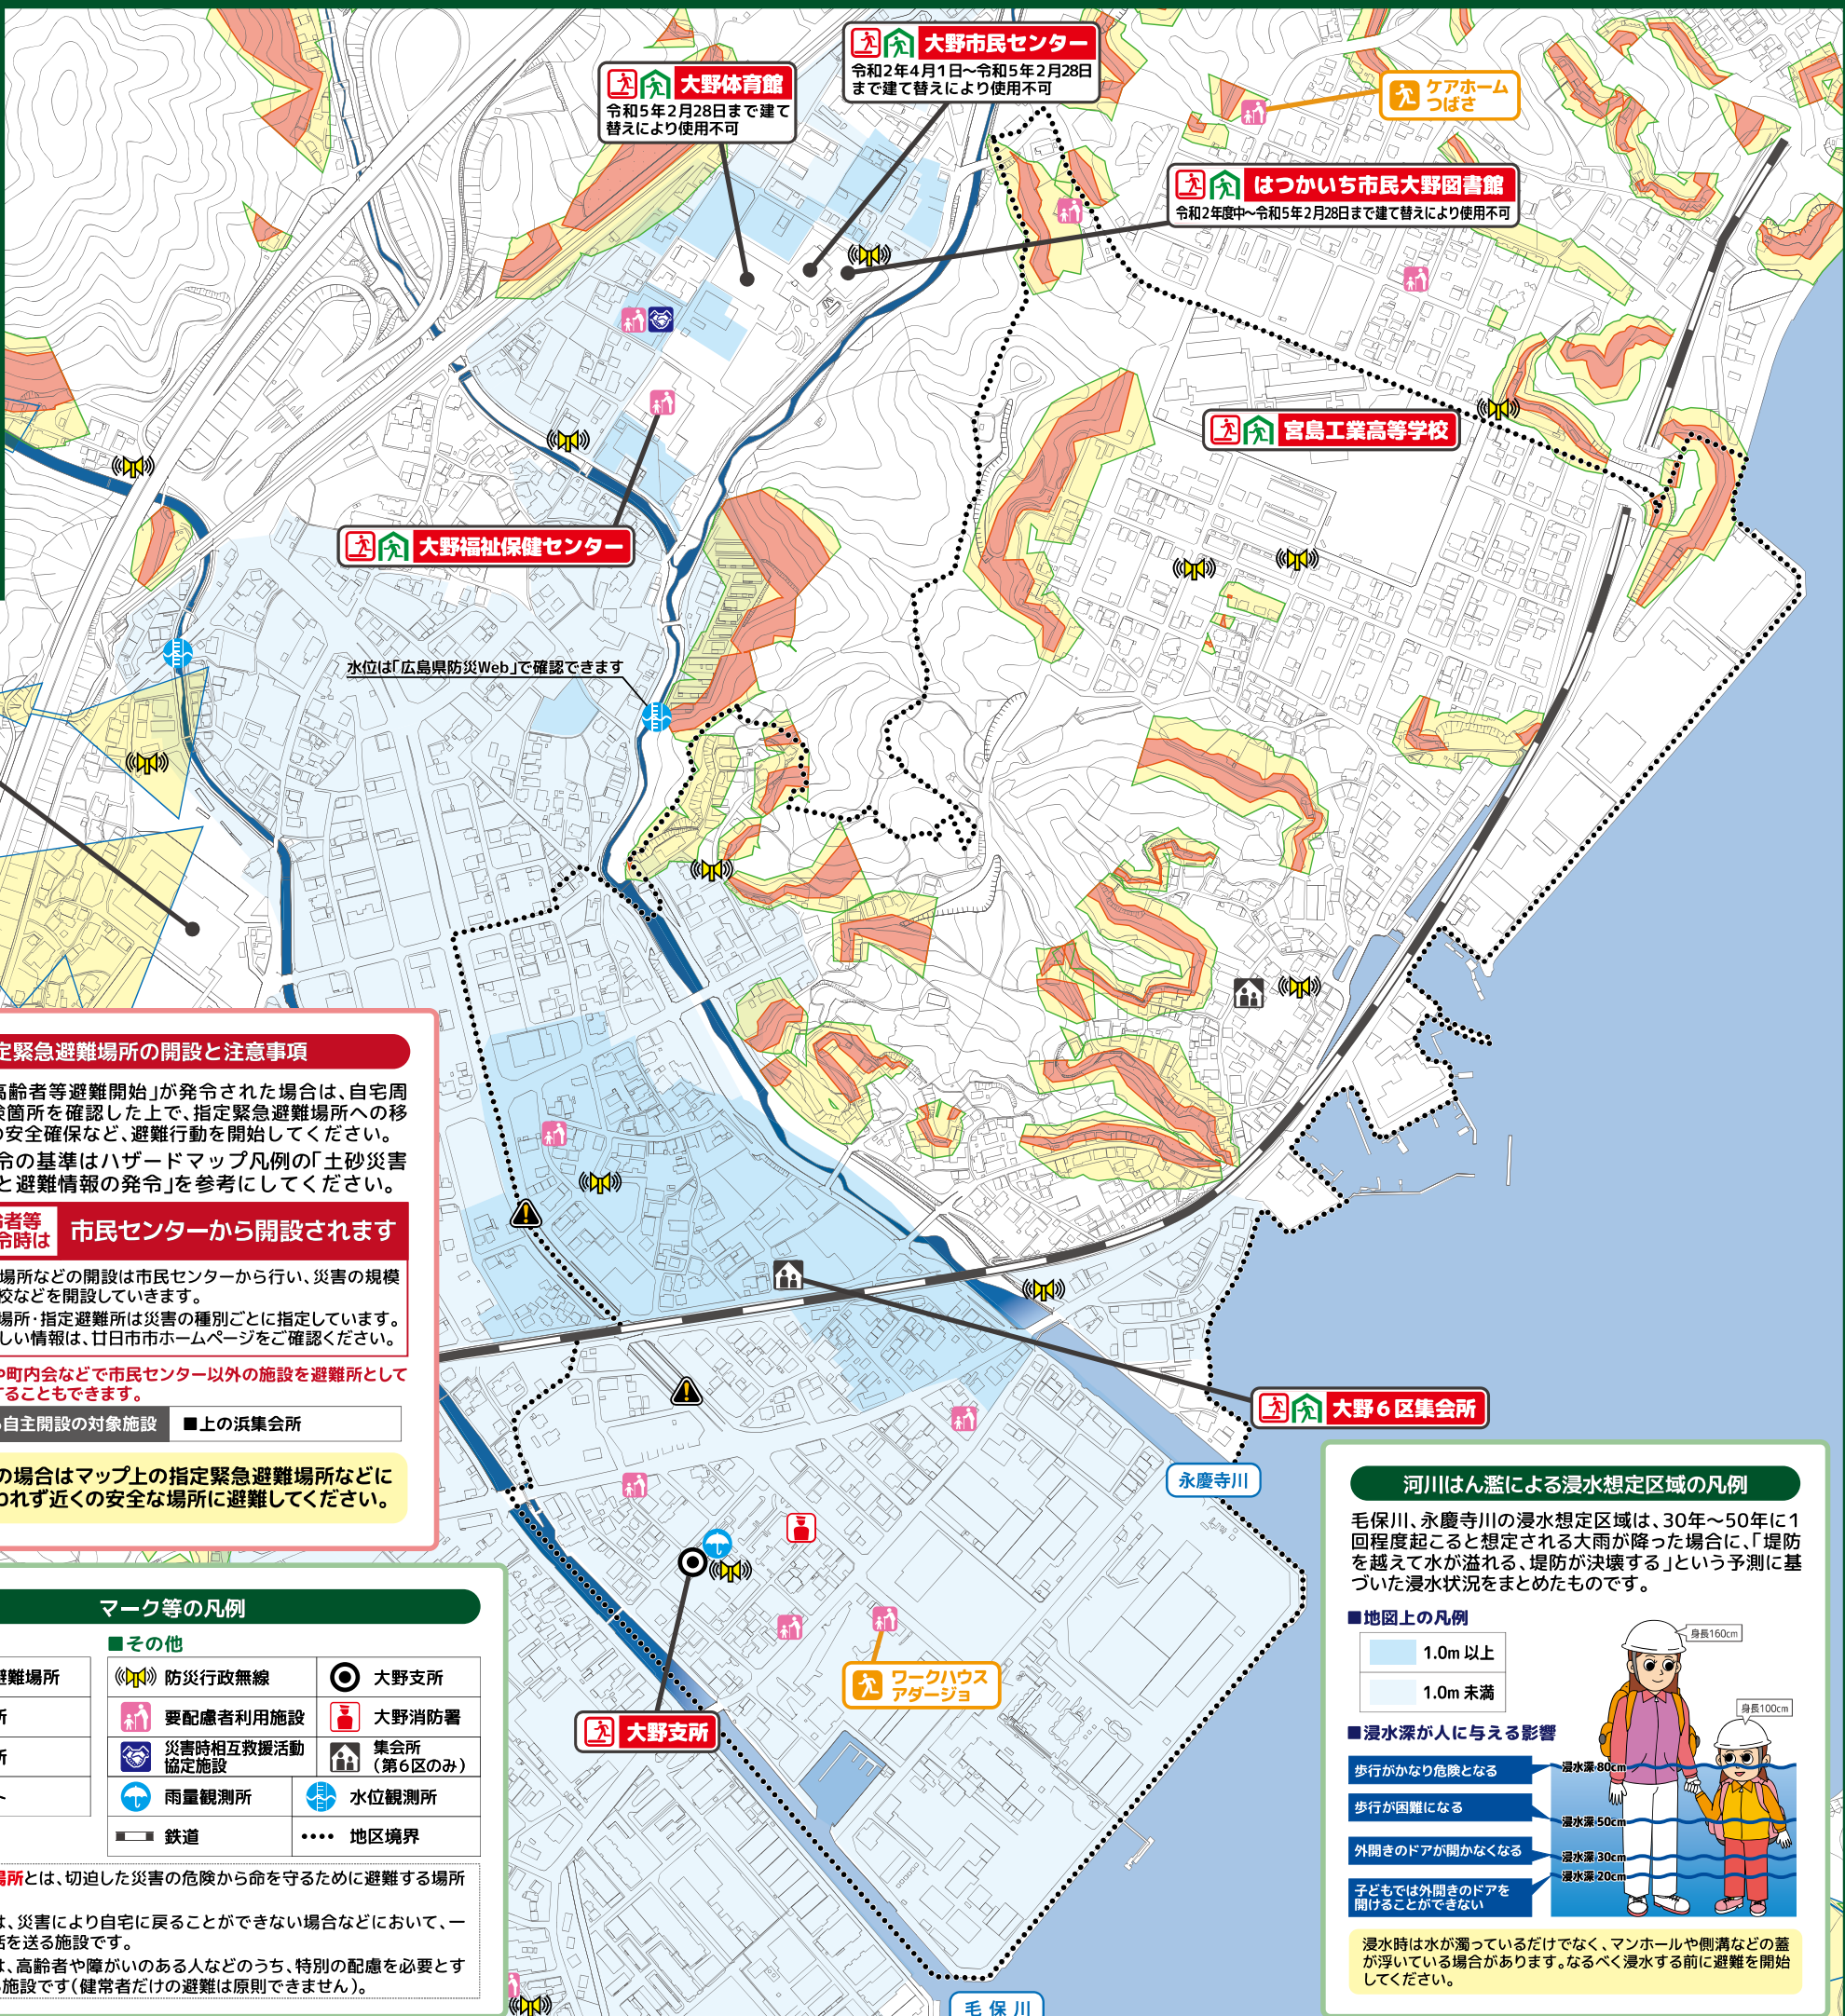 大野市民センター
令和2年4月1日～令和5年2月28日
まで建て替えにより使用不可
大野体育館
令和5年2月28日まで建て
替えにより使用不可
ケアホーム
つばさ
はつかいち市民大野図書館
令和2年度中～令和5年2月28日まで建て替えにより使用不可
宮島工業高等学校
大野福祉保健センター
水位は「広島県防災Web」で確認できます
大野6区集会所
永慶寺川
ワークハウス
アダージョ
大野支所
毛保川
定緊急避難場所の開設と注意事項
高齢者等避難開始」が発令された場合は、自宅周
険箇所を確認した上で、指定緊急避難場所への移
の安全確保など、避難行動を開始してください。
令の基準はハザードマップ凡例の「土砂災害
と避難情報の発令」を参考にしてください。
齢者等
令時は
市民センターから開設されます
場所などの開設は市民センターから行い、災害の規模
校などを開設していきます。
場所・指定避難所は災害の種別ごとに指定しています。
しい情報は、廿日市市ホームページをご確認ください。
や町内会などで市民センター以外の施設を避難所として
することもできます。
る自主開設の対象施設 ■上の浜集会所
の場合はマップ上の指定緊急避難場所などに
われず近くの安全な場所に避難してください。
マーク等の凡例
■その他
避難場所
所
所
防災行政無線
大野支所
要配慮者利用施設
大野消防署
災害時相互救援活動
協定施設
集会所
(第6区のみ)
雨量観測所
水位観測所
鉄道
地区境界
場所とは、切迫した災害の危険から命を守るために避難する場所
は、災害により自宅に戻ることができない場合などにおいて、一
活を送る施設です。
は、高齢者や障がいのある人などのうち、特別の配慮を必要とす
る施設です(健常者だけの避難は原則できません)。
河川はん濫による浸水想定区域の凡例
毛保川、永慶寺川の浸水想定区域は、30年～50年に1
回程度起こると想定される大雨が降った場合に、「堤防
を越えて水が溢れる、堤防が決壊する」という予測に基
づいた浸水状況をまとめたものです。
■地図上の凡例
1.0m 以上
1.0m 未満
身長160cm
身長100cm
■浸水深が人に与える影響
歩行がかなり危険となる
浸水深 80cm
歩行が困難になる
浸水深 50cm
外開きのドアが開かなくなる
浸水深 30cm
浸水深 20cm
子どもでは外開きのドアを
開けることができない
浸水時は水が濁っているだけでなく、マンホールや側溝などの蓋
が浮いている場合があります。なるべく浸水する前に避難を開始
してください。